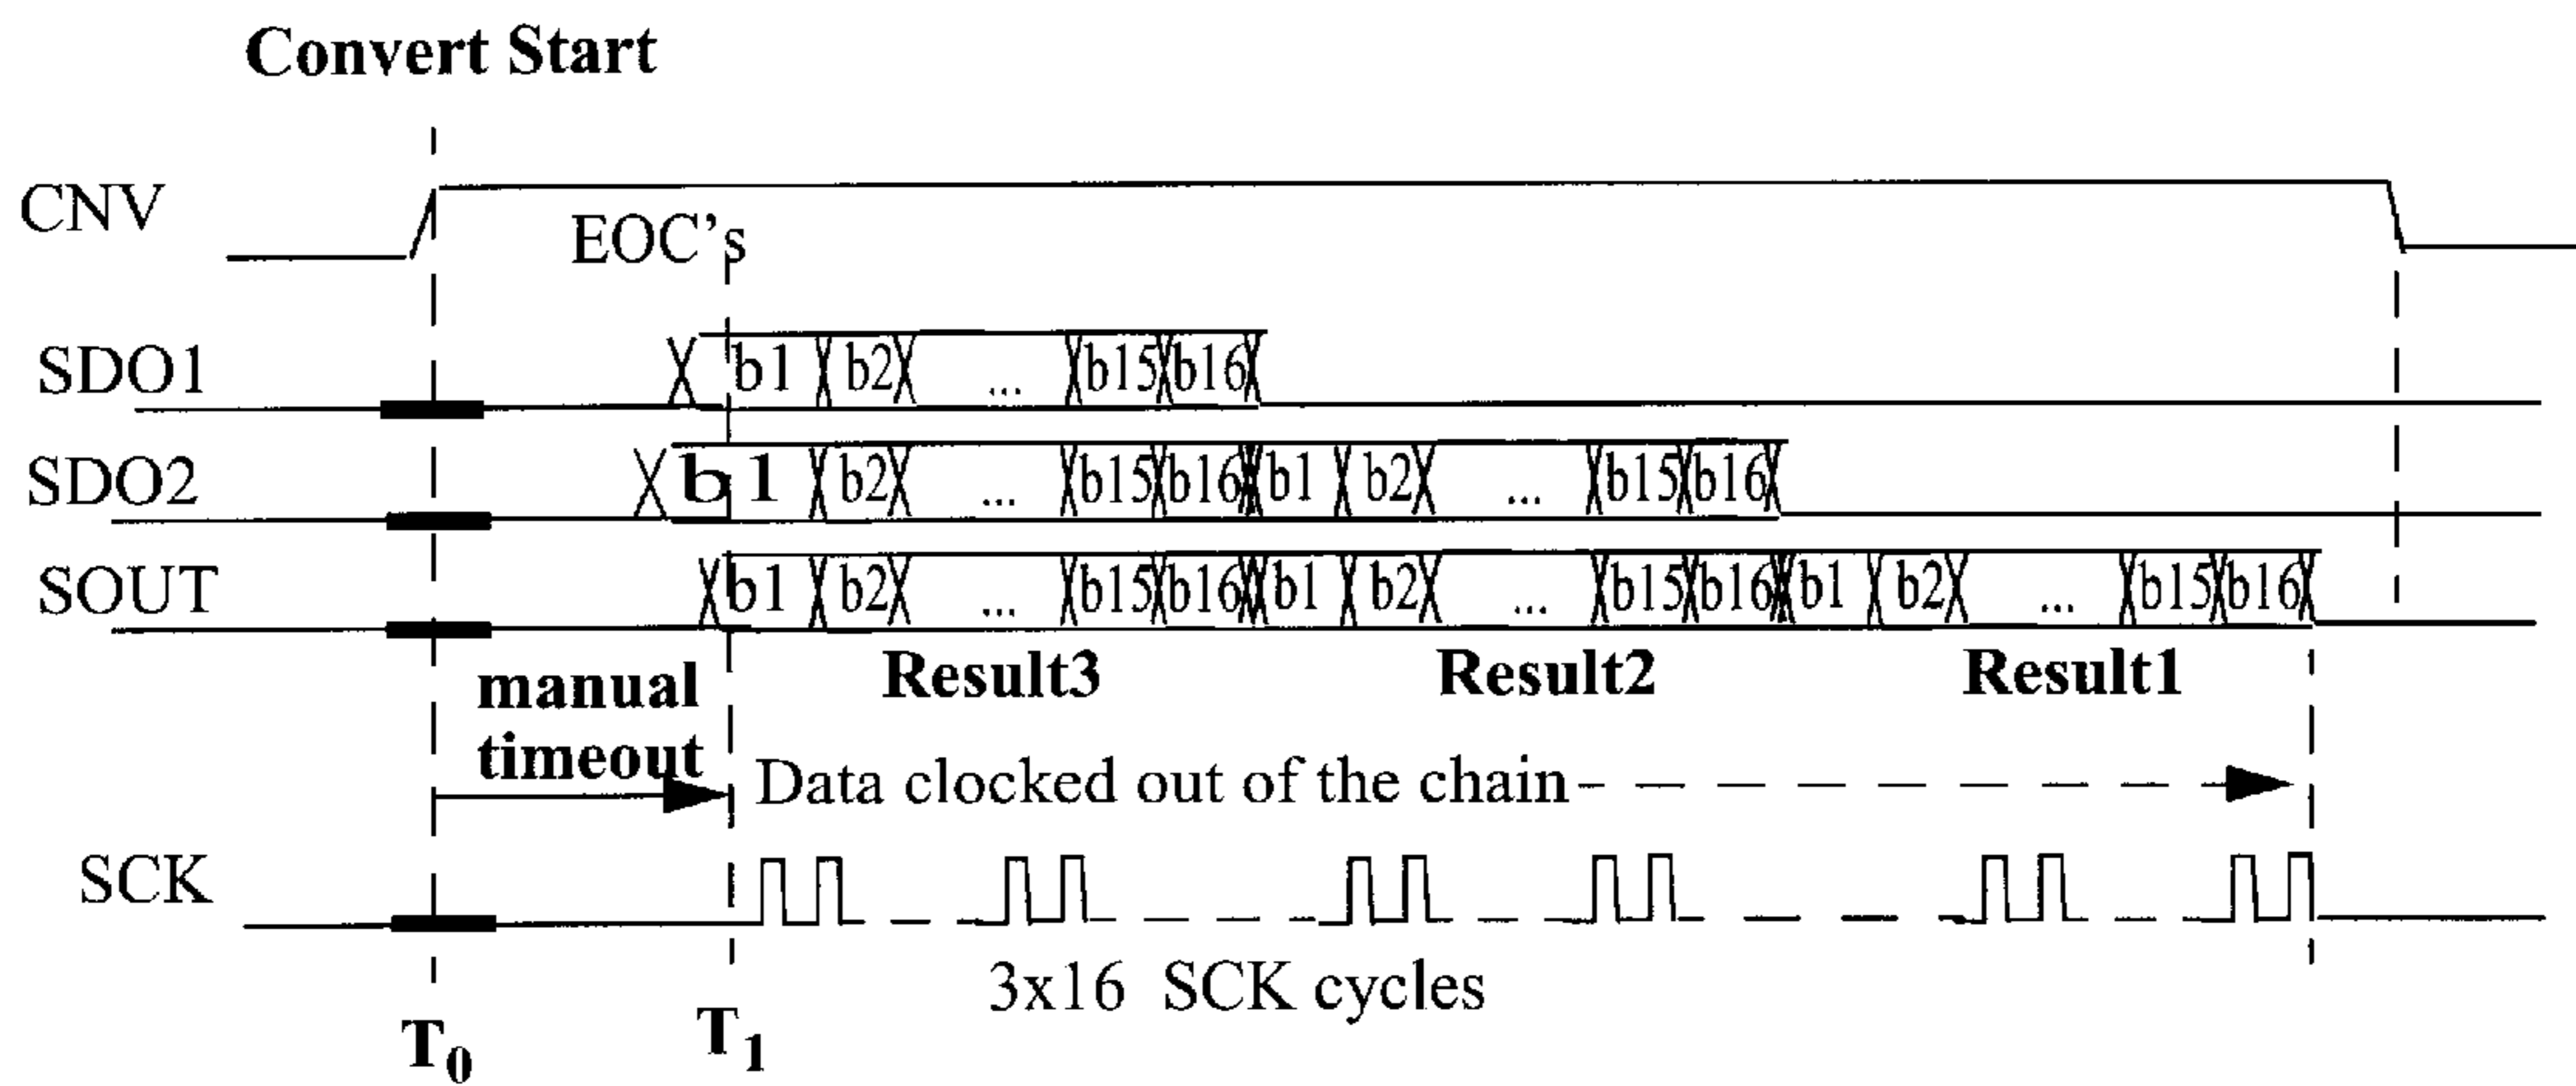 Convert Start
CNV
EOC's
SDO1 b1 b2 ... b15 b16
SDO2 b1 b2 ... b15 b16 b1 b2 ... b15 b16
SOUT b1 b2 ... b15 b16 b1 b2 ... b15 b16 b1 b2 ... b15 b16
Result3 Result2 Result1
manual
timeout
Data clocked out of the chain
SCK
3x16 SCK cycles
T0 T1